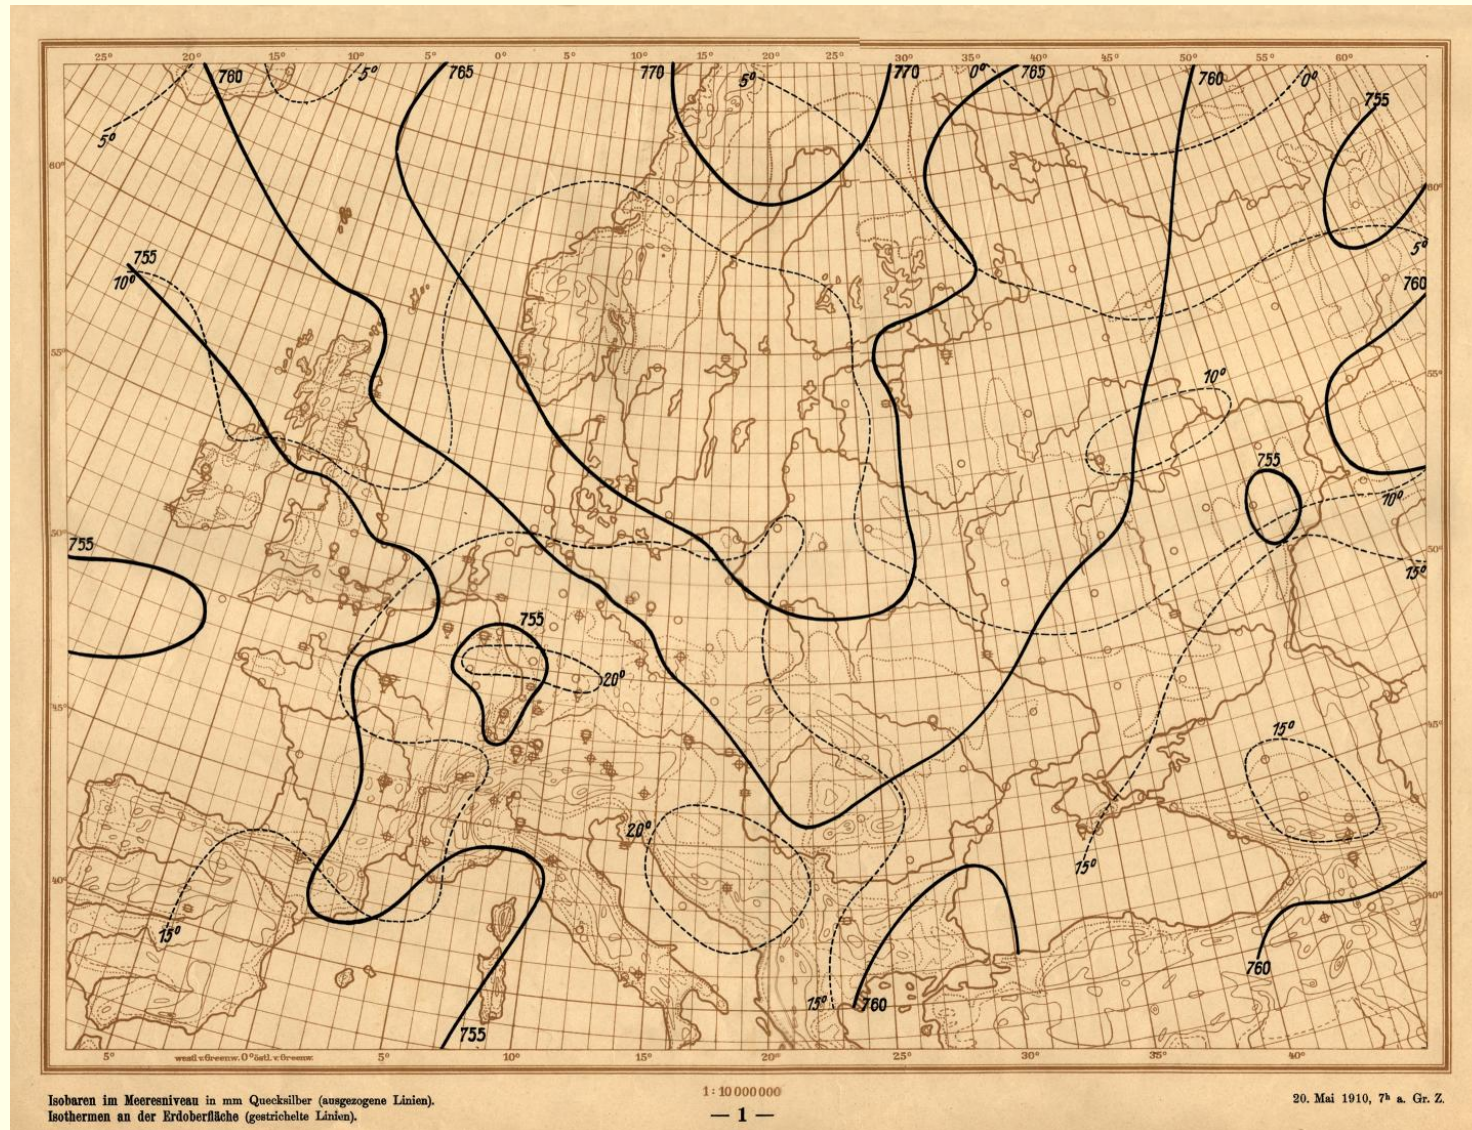 25° 20° 15° 10° 5° 0° 5° 10° 15° 20° 25° 30° 35° 40° 45° 50° 55° 60°
760 5° 765 770 5° 770 0° 765 760 0° 755
5°
60° 60°
5°
755
10° 760
55° 55°
10°
755
10°
50° 755 50°
15°
755
20°
45° 15° 45°
20°
15°
40° 40°
15°
760
15° 760
755
5° westl. v. Greenw. 0° östl. v. Greenw. 5° 10° 15° 20° 25° 30° 35° 40°
Isobaren im Meeresniveau in mm Quecksilber (ausgezogene Linien).
Isothermen an der Erdoberfläche (gestrichelte Linien).
1:10000000
— 1 —
20. Mai 1910, 7h a. Gr. Z.